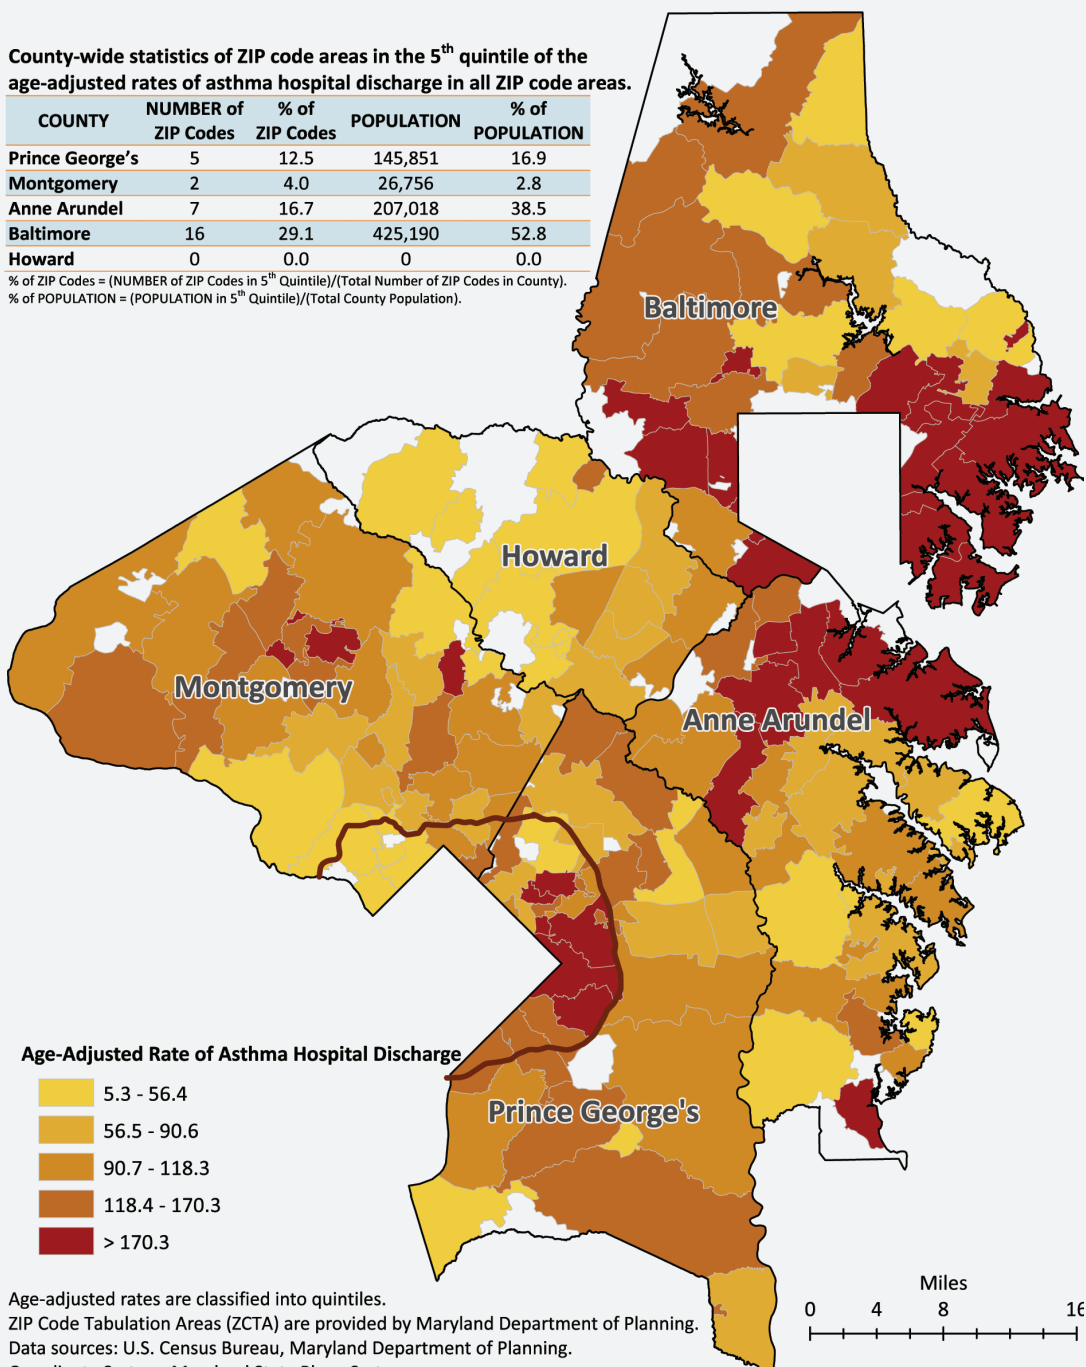 County-wide statistics of ZIP code areas in the 5th quintile of the
age-adjusted rates of asthma hospital discharge in all ZIP code areas.
COUNTY NUMBER of ZIP Codes % of ZIP Codes POPULATION % of POPULATION
Prince George's 5 12.5 145,851 16.9
Montgomery 2 4.0 26,756 2.8
Anne Arundel 7 16.7 207,018 38.5
Baltimore 16 29.1 425,190 52.8
Howard 0 0.0 0 0.0
% of ZIP Codes = (NUMBER of ZIP Codes in 5th Quintile)/(Total Number of ZIP Codes in County).
% of POPULATION = (POPULATION in 5th Quintile)/(Total County Population).
Baltimore
Howard
Montgomery
Anne Arundel
Prince George's
Age-Adjusted Rate of Asthma Hospital Discharge
5.3 - 56.4
56.5 - 90.6
90.7 - 118.3
118.4 - 170.3
> 170.3
Miles
0 4 8 16
Age-adjusted rates are classified into quintiles.
ZIP Code Tabulation Areas (ZCTA) are provided by Maryland Department of Planning.
Data sources: U.S. Census Bureau, Maryland Department of Planning.